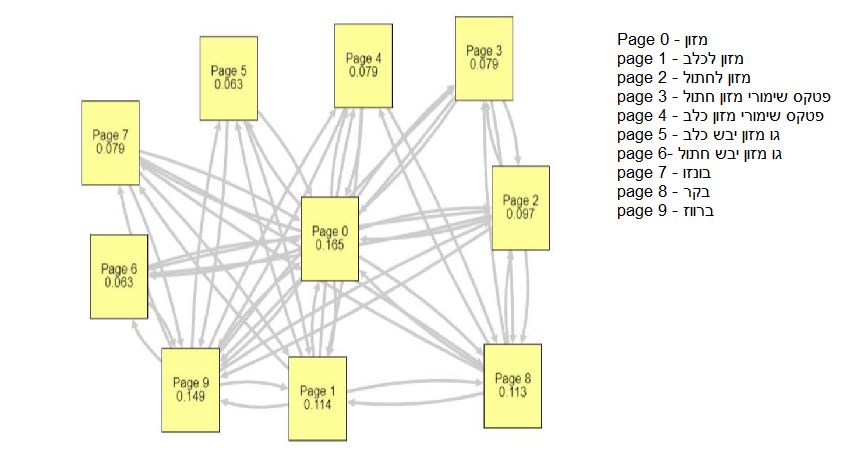 Page 3
0.079
Page 4
0.079
Page 5
0.063
Page 7
0.079
Page 2
0.097
Page 0
0.165
Page 6
0.063
Page 9
0.149
Page 1
0.114
Page 8
0.113
Page 0 - מזון
page 1 - מזון לכלב
page 2 - מזון לחתול
page 3 - פטקס שימורי מזון חתול
page 4 - פטקס שימורי מזון כלב
page 5 - גו מזון יבש כלב
page 6- גו מזון יבש חתול
page 7 - בונזו
page 8 - בקר
page 9 - ברווז